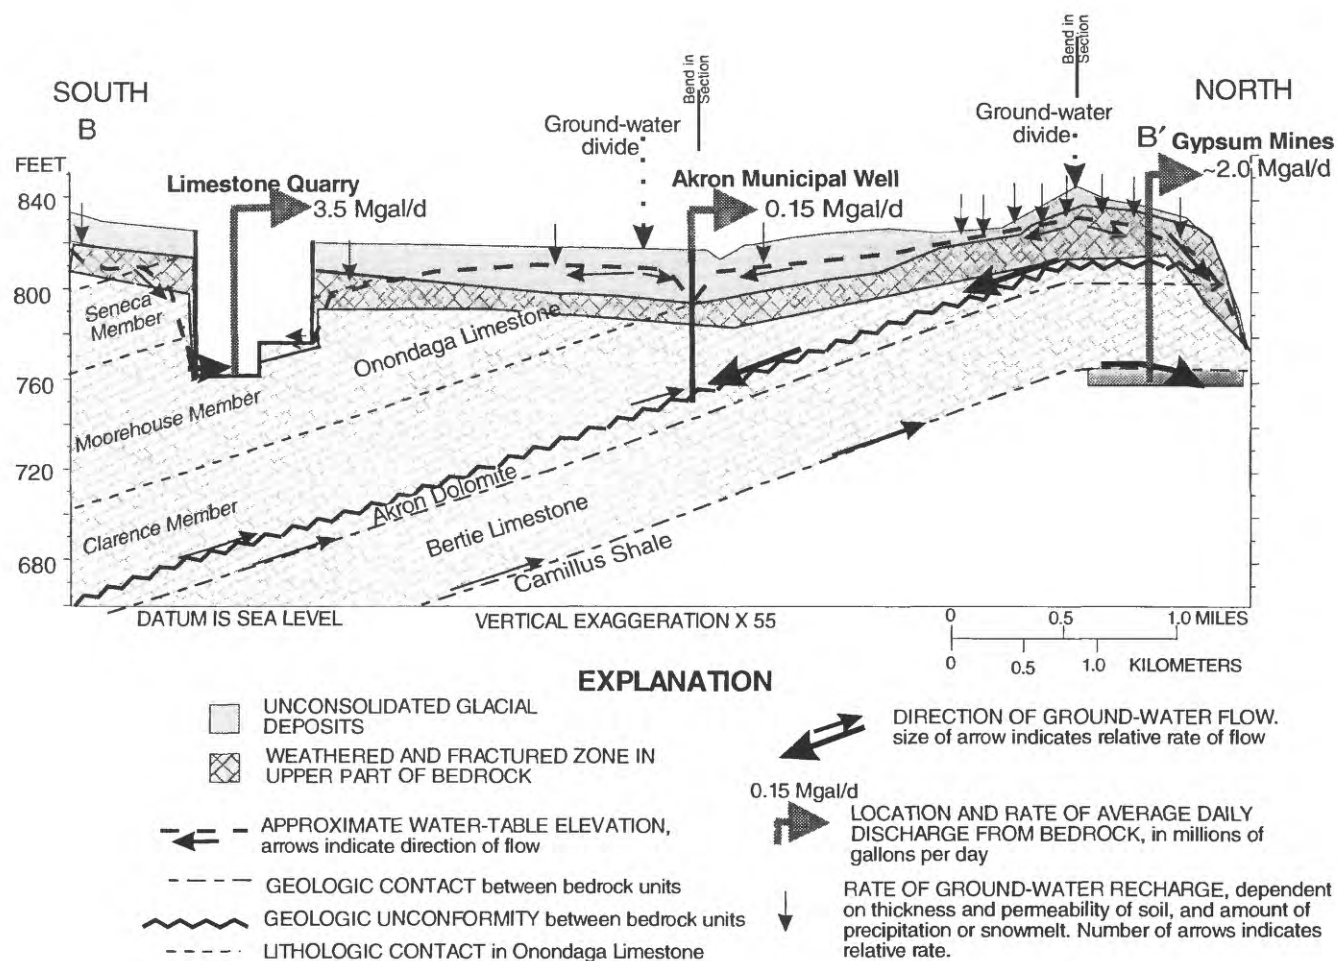 Bend in
Section
Bend in
Section
SOUTH
B
NORTH
B′
Ground-water
divide
Ground-water
divide
FEET
840
800
760
720
680
Limestone Quarry
3.5 Mgal/d
Akron Municipal Well
0.15 Mgal/d
Gypsum Mines
~2.0 Mgal/d
Seneca
Member
Moorehouse Member
Clarence Member
Onondaga Limestone
Akron Dolomite
Bertie Limestone
Camillus Shale
DATUM IS SEA LEVEL
VERTICAL EXAGGERATION X 55
0 0.5 1.0 MILES
0 0.5 1.0 KILOMETERS
EXPLANATION
UNCONSOLIDATED GLACIAL
DEPOSITS
WEATHERED AND FRACTURED ZONE IN
UPPER PART OF BEDROCK
APPROXIMATE WATER-TABLE ELEVATION,
arrows indicate direction of flow
GEOLOGIC CONTACT between bedrock units
GEOLOGIC UNCONFORMITY between bedrock units
LITHOLOGIC CONTACT in Onondaga Limestone
DIRECTION OF GROUND-WATER FLOW.
size of arrow indicates relative rate of flow
0.15 Mgal/d
LOCATION AND RATE OF AVERAGE DAILY
DISCHARGE FROM BEDROCK, in millions of
gallons per day
RATE OF GROUND-WATER RECHARGE, dependent
on thickness and permeability of soil, and amount of
precipitation or snowmelt. Number of arrows indicates
relative rate.